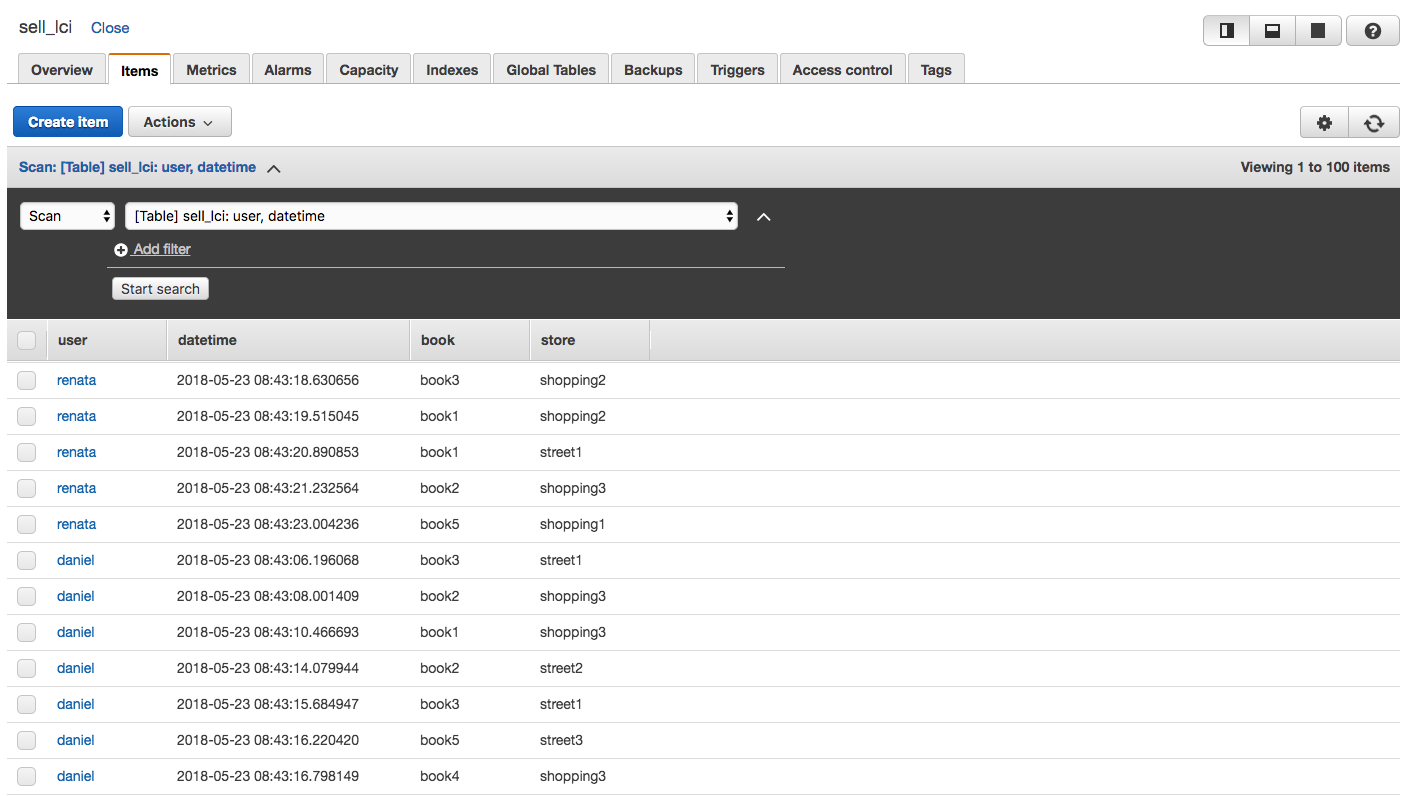 sell_lci Close
Overview Items Metrics Alarms Capacity Indexes Global Tables Backups Triggers Access control Tags
Create item Actions
Scan: [Table] sell_lci: user, datetime Viewing 1 to 100 items
Scan [Table] sell_lci: user, datetime
Add filter
Start search
user datetime book store
renata 2018-05-23 08:43:18.630656 book3 shopping2
renata 2018-05-23 08:43:19.515045 book1 shopping2
renata 2018-05-23 08:43:20.890853 book1 street1
renata 2018-05-23 08:43:21.232564 book2 shopping3
renata 2018-05-23 08:43:23.004236 book5 shopping1
daniel 2018-05-23 08:43:06.196068 book3 street1
daniel 2018-05-23 08:43:08.001409 book2 shopping3
daniel 2018-05-23 08:43:10.466693 book1 shopping3
daniel 2018-05-23 08:43:14.079944 book2 street2
daniel 2018-05-23 08:43:15.684947 book3 street1
daniel 2018-05-23 08:43:16.220420 book5 street3
daniel 2018-05-23 08:43:16.798149 book4 shopping3